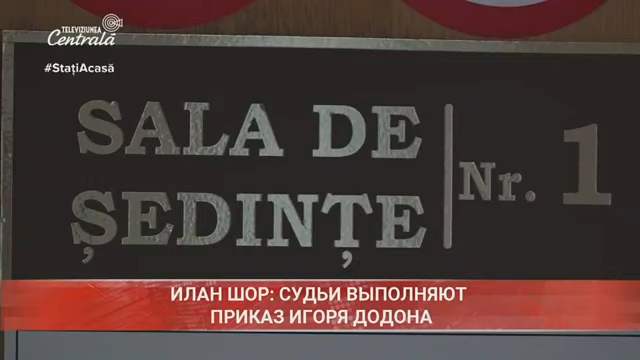 TELEVIZIUNEA
Centrală
#StațiAcasă
SALA DE
ȘEDINȚE
Nr. 1
ИЛАН ШОР: СУДЬИ ВЫПОЛНЯЮТ
ПРИКАЗ ИГОРЯ ДОДОНА